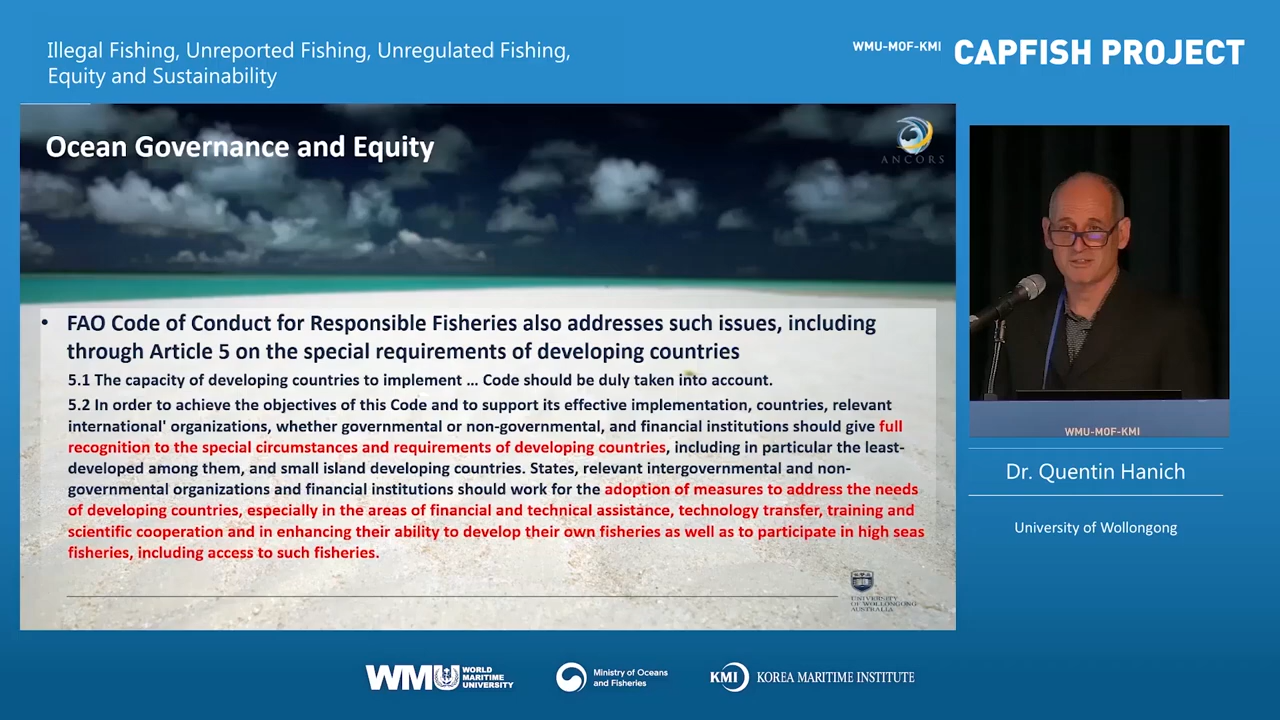 Illegal Fishing, Unreported Fishing, Unregulated Fishing,
Equity and Sustainability
WMU-MOF-KMI CAPFISH PROJECT
Ocean Governance and Equity
ANCORS
• FAO Code of Conduct for Responsible Fisheries also addresses such issues, including
through Article 5 on the special requirements of developing countries
5.1 The capacity of developing countries to implement ... Code should be duly taken into account.
5.2 In order to achieve the objectives of this Code and to support its effective implementation, countries, relevant
international' organizations, whether governmental or non-governmental, and financial institutions should give full
recognition to the special circumstances and requirements of developing countries, including in particular the least-
developed among them, and small island developing countries. States, relevant intergovernmental and non-
governmental organizations and financial institutions should work for the adoption of measures to address the needs
of developing countries, especially in the areas of financial and technical assistance, technology transfer, training and
scientific cooperation and in enhancing their ability to develop their own fisheries as well as to participate in high seas
fisheries, including access to such fisheries.
UNIVERSITY
OF WOLLONGONG
AUSTRALIA
WMU-MOF-KMI
Dr. Quentin Hanich
University of Wollongong
WMU WORLD
MARITIME
UNIVERSITY
Ministry of Oceans
and Fisheries
KMI KOREA MARITIME INSTITUTE